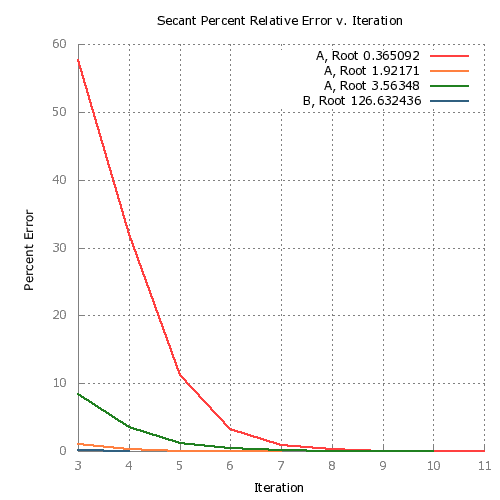 Secant Percent Relative Error v. Iteration
A, Root 0.365092
A, Root 1.92171
A, Root 3.56348
B, Root 126.632436
60
50
40
30
20
10
0
Percent Error
3 4 5 6 7 8 9 10 11
Iteration